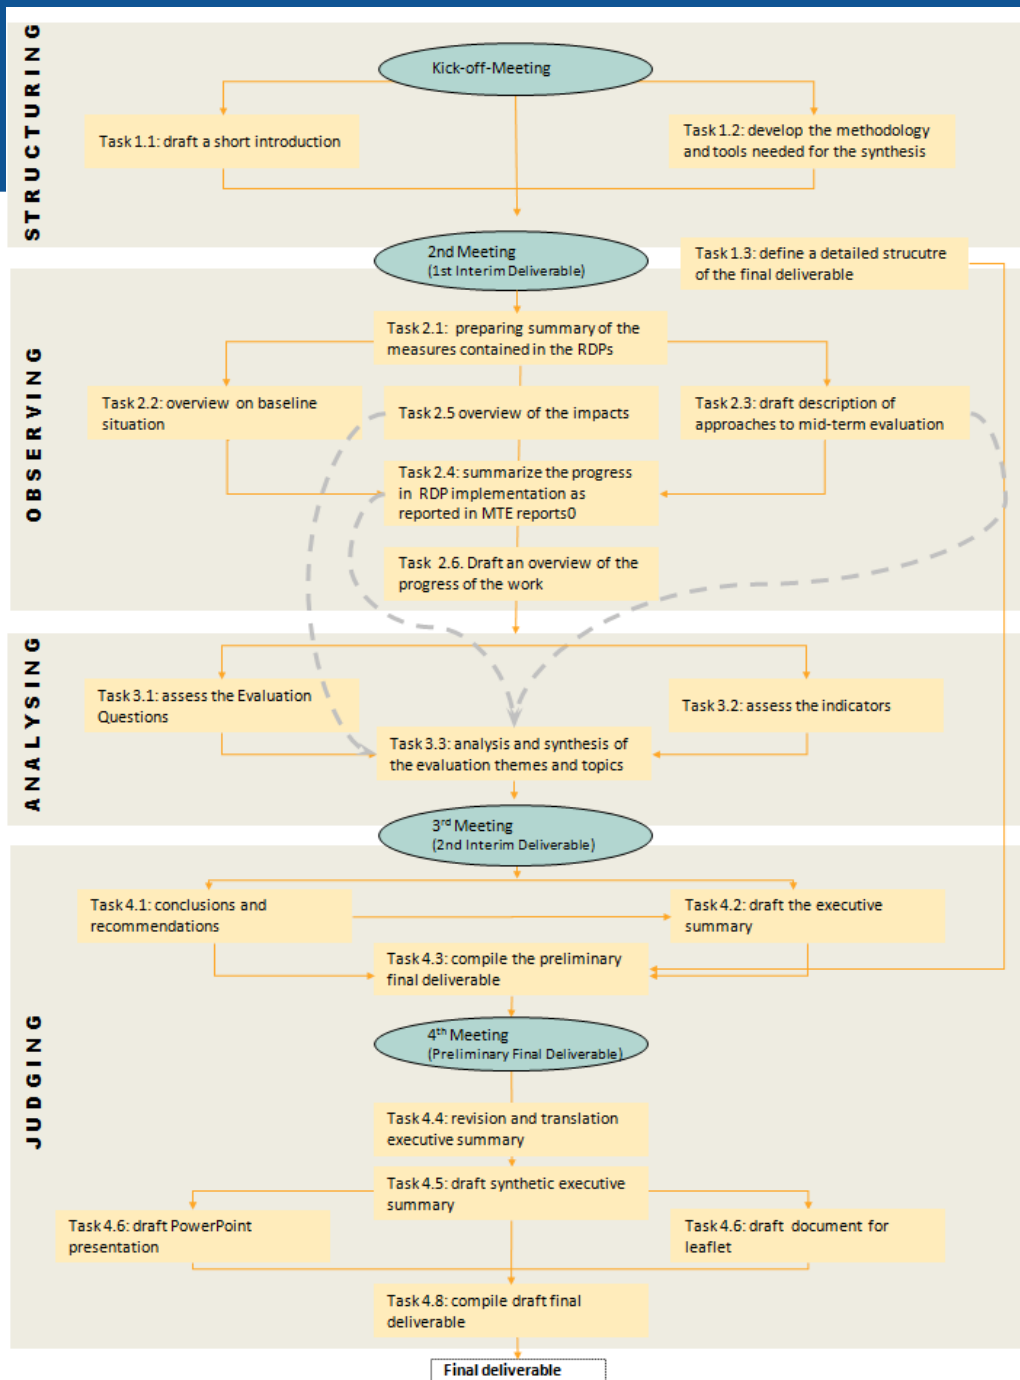 STRUCTURING
Kick-off-Meeting
Task 1.1: draft a short introduction
Task 1.2: develop the methodology
and tools needed for the synthesis
2nd Meeting
(1st Interim Deliverable)
Task 1.3: define a detailed strucutre
of the final deliverable
OBSERVING
Task 2.1: preparing summary of the
measures contained in the RDPs
Task 2.2: overview on baseline
situation
Task 2.5 overview of the impacts
Task 2.3: draft description of
approaches to mid-term evaluation
Task 2.4: summarize the progress
in RDP implementation as
reported in MTE reports0
Task 2.6. Draft an overview of the
progress of the work
ANALYSING
Task 3.1: assess the Evaluation
Questions
Task 3.2: assess the indicators
Task 3.3: analysis and synthesis of
the evaluation themes and topics
3rd Meeting
(2nd Interim Deliverable)
JUDGING
Task 4.1: conclusions and
recommendations
Task 4.2: draft the executive
summary
Task 4.3: compile the preliminary
final deliverable
4th Meeting
(Preliminary Final Deliverable)
Task 4.4: revision and translation
executive summary
Task 4.5: draft synthetic executive
summary
Task 4.6: draft PowerPoint
presentation
Task 4.6: draft document for
leaflet
Task 4.8: compile draft final
deliverable
Final deliverable